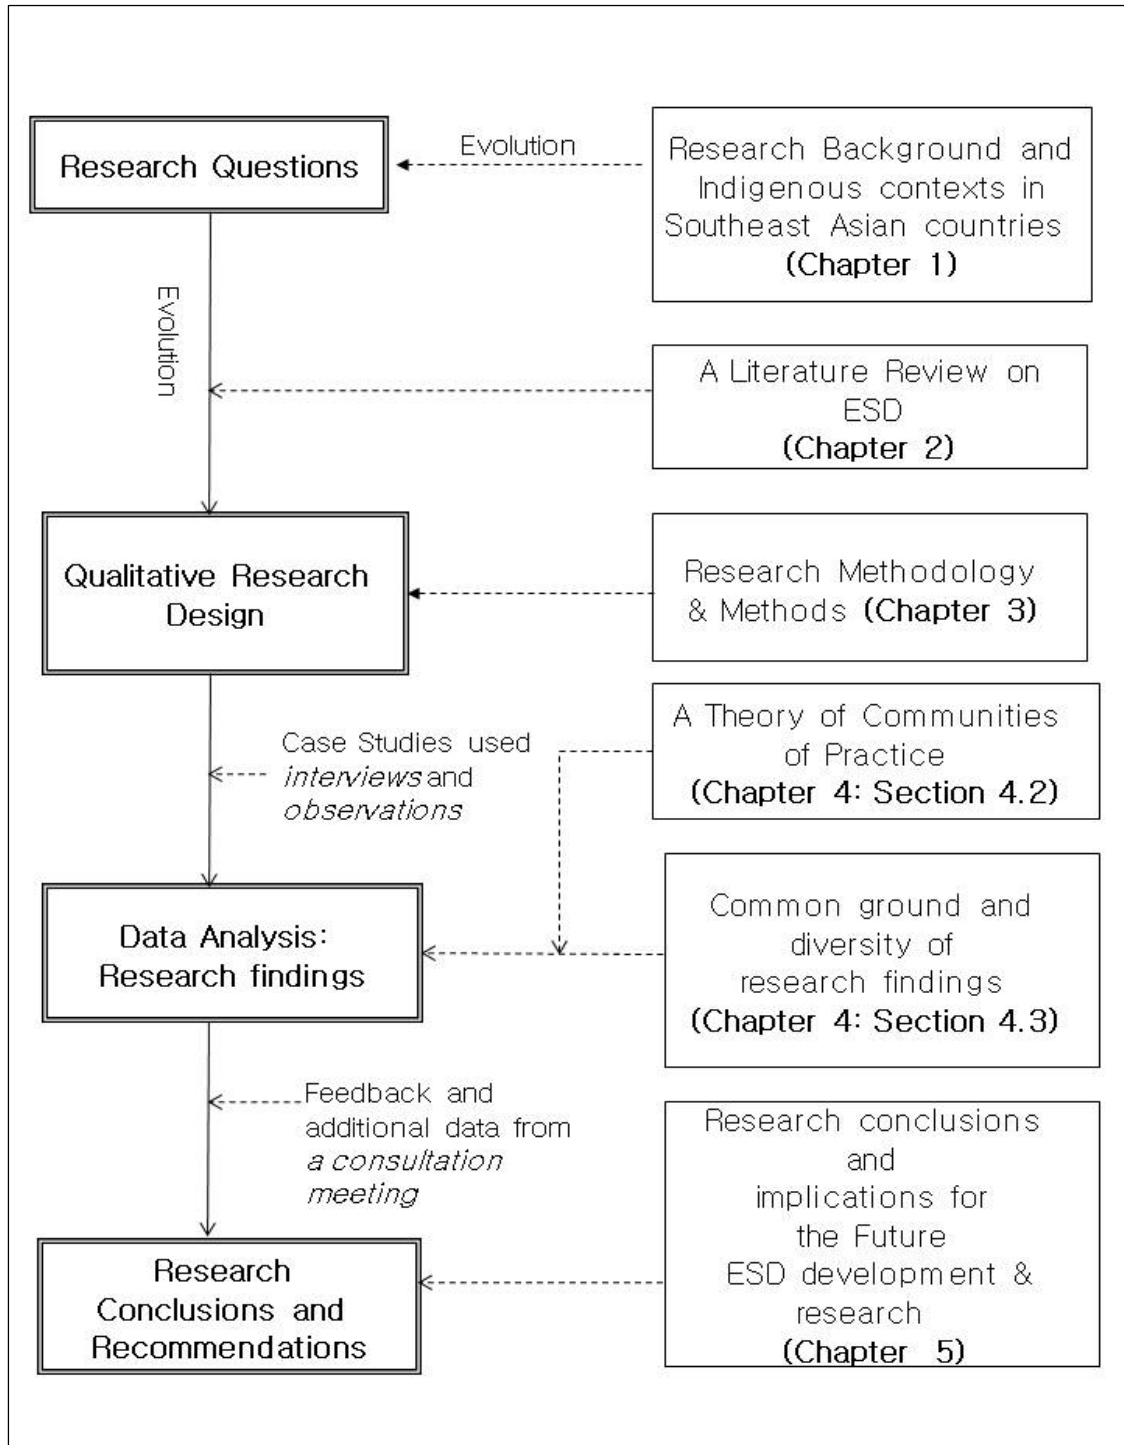 Research Questions
Evolution
Research Background and
Indigenous contexts in
Southeast Asian countries
(Chapter 1)
Evolution
A Literature Review on
ESD
(Chapter 2)
Qualitative Research
Design
Research Methodology
& Methods (Chapter 3)
Case Studies used
interviews and
observations
A Theory of Communities
of Practice
(Chapter 4: Section 4.2)
Data Analysis:
Research findings
Common ground and
diversity of
research findings
(Chapter 4: Section 4.3)
Feedback and
additional data from
a consultation
meeting
Research
Conclusions and
Recommendations
Research conclusions
and
implications for
the Future
ESD development &
research
(Chapter 5)